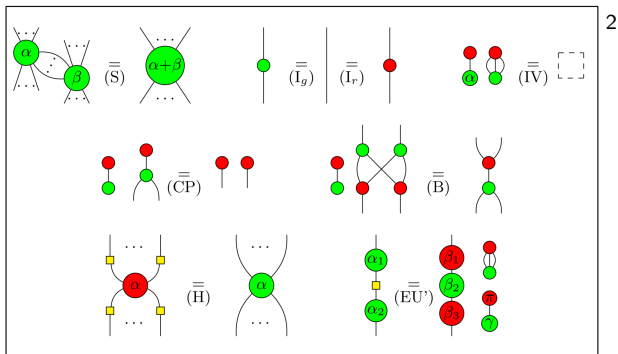 2
α
β
=
(S)
α+β
=
(I_g)
=
(I_r)
α
=
(IV)
=
(CP)
=
(B)
α
=
(H)
α
α₁
α₂
=
(EU')
β₁
β₂
β₃
π
γ